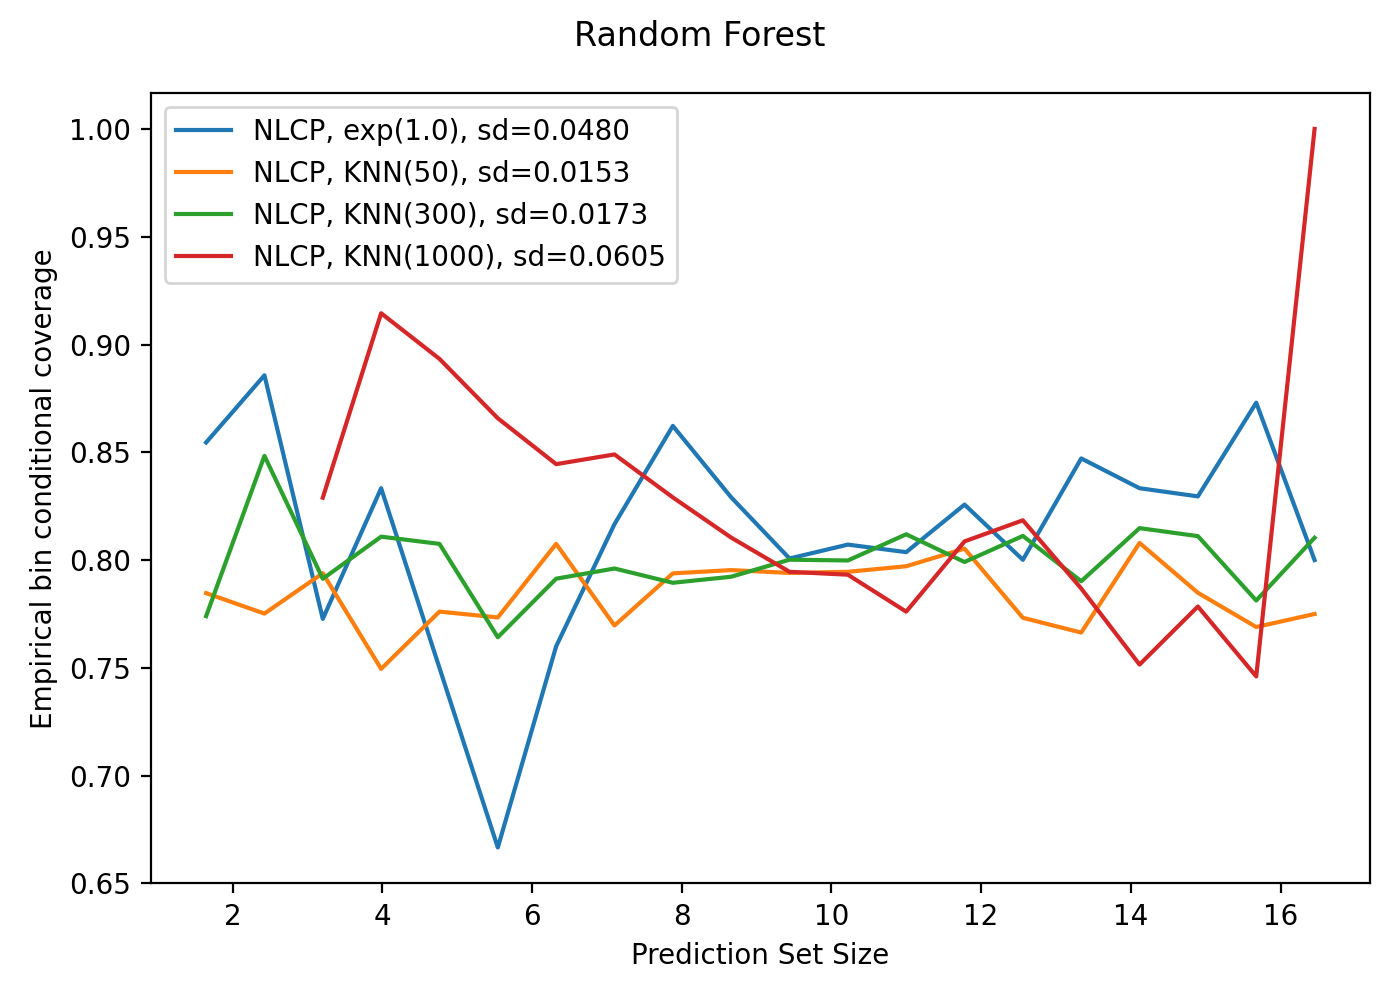 Random Forest
NLCP, exp(1.0), sd=0.0480
NLCP, KNN(50), sd=0.0153
NLCP, KNN(300), sd=0.0173
NLCP, KNN(1000), sd=0.0605
Empirical bin conditional coverage
1.00
0.95
0.90
0.85
0.80
0.75
0.70
0.65
2 4 6 8 10 12 14 16
Prediction Set Size